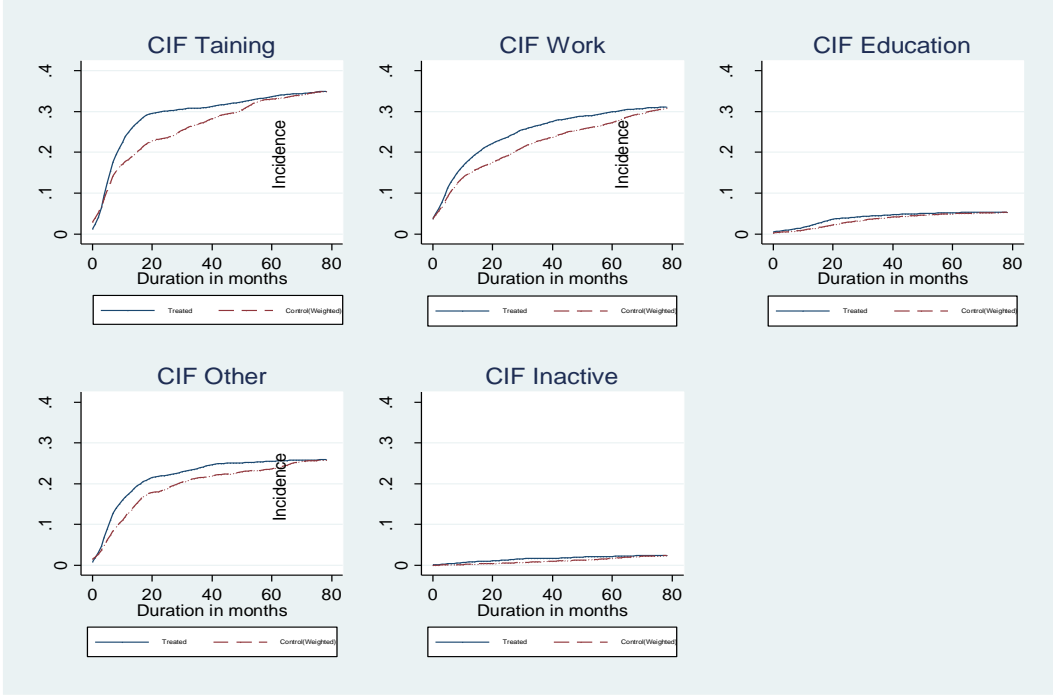 CIF Taining
CIF Work
CIF Education
.4
.3
.2
.1
0
Incidence
0 20 40 60 80
Duration in months
Treated Control(Weighted)
.4
.3
.2
.1
0
Incidence
0 20 40 60 80
Duration in months
Treated Control(Weighted)
.4
.3
.2
.1
0
0 20 40 60 80
Duration in months
Treated Control(Weighted)
CIF Other
CIF Inactive
.4
.3
.2
.1
0
Incidence
0 20 40 60 80
Duration in months
Treated Control(Weighted)
.4
.3
.2
.1
0
0 20 40 60 80
Duration in months
Treated Control(Weighted)